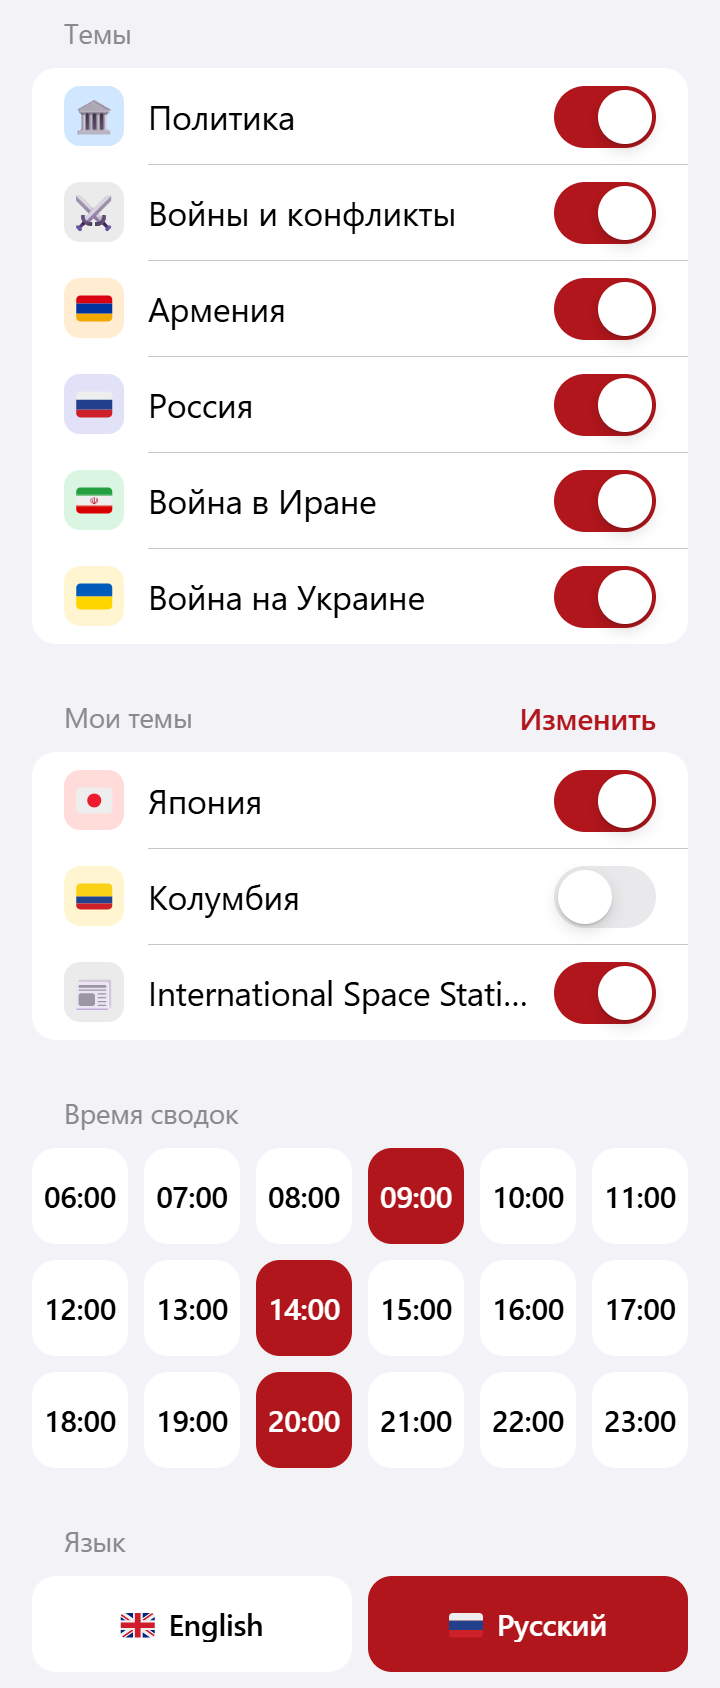 Темы
Политика
Войны и конфликты
Армения
Россия
Война в Иране
Война на Украине
Мои темы Изменить
Япония
Колумбия
International Space Stati...
Время сводок
06:00 07:00 08:00 09:00 10:00 11:00
12:00 13:00 14:00 15:00 16:00 17:00
18:00 19:00 20:00 21:00 22:00 23:00
Язык
English Русский